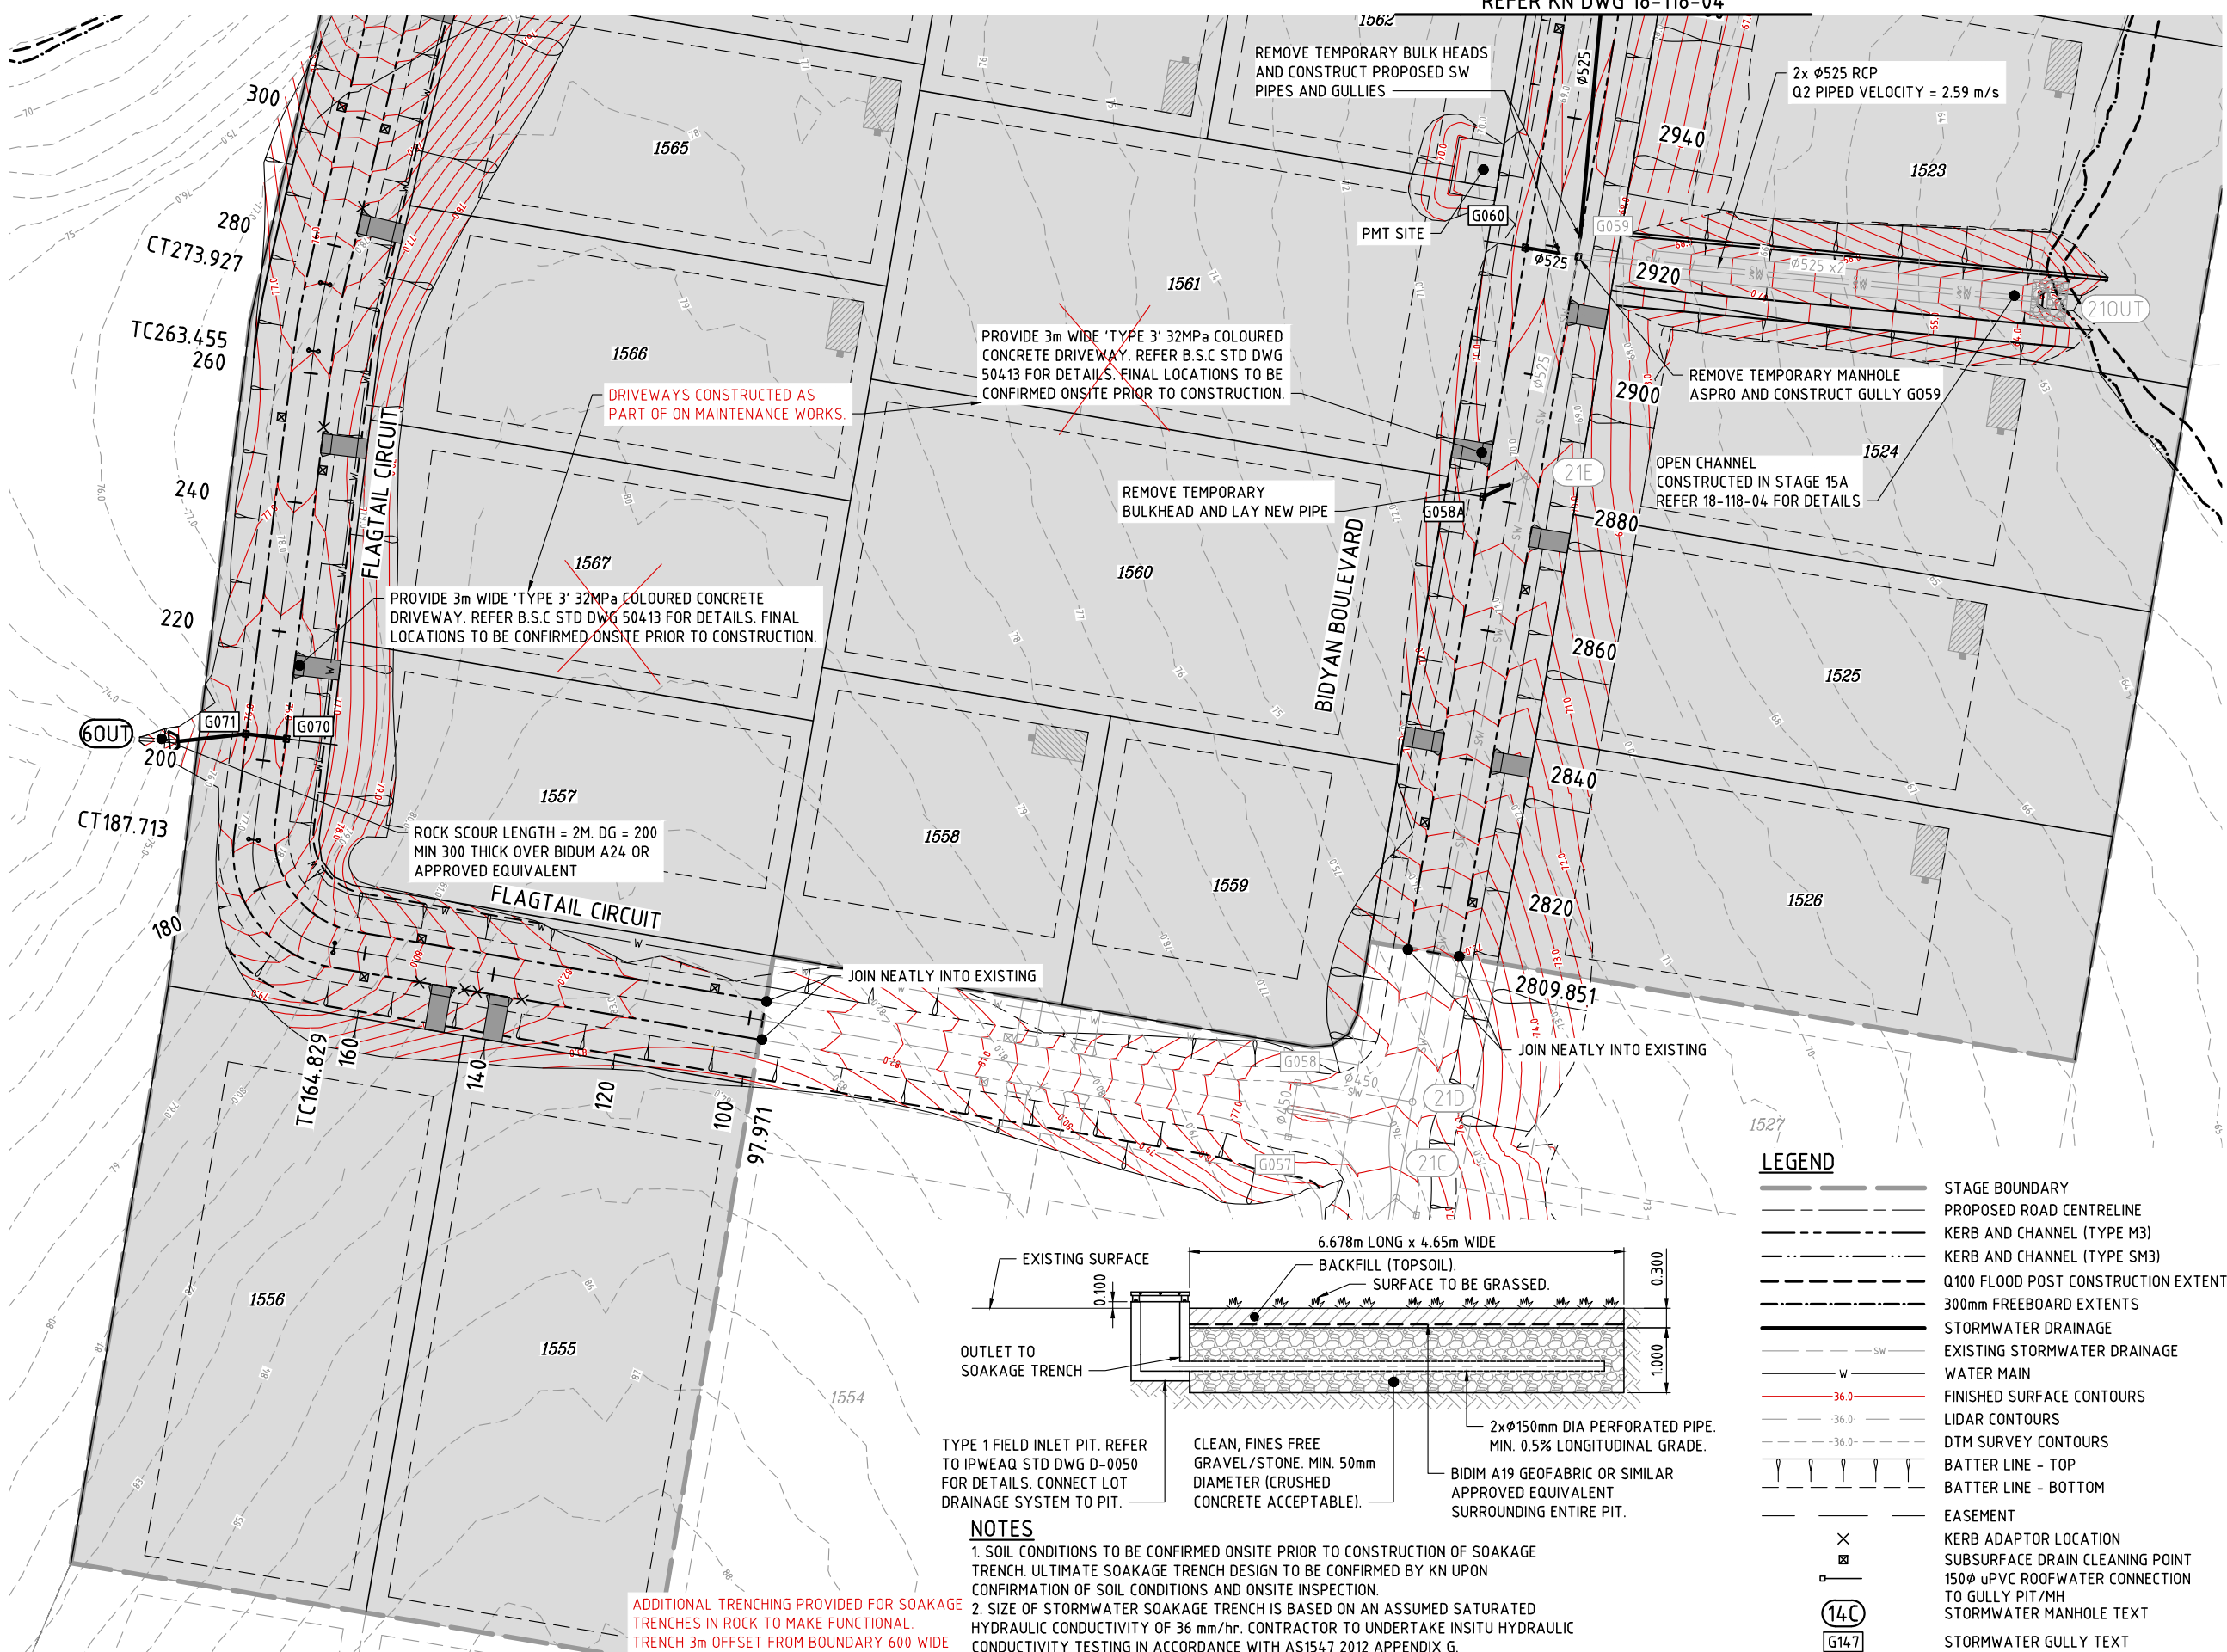 REFER KN DWG 18-118-04
1562
REMOVE TEMPORARY BULK HEADS
AND CONSTRUCT PROPOSED SW
PIPES AND GULLIES
2x Ø525 RCP
Q2 PIPED VELOCITY = 2.59 m/s
Ø525
300
1565
2940
1523
280
CT273.927
G060
G059
PMT SITE
Ø525
2920
Ø525 x2
21OUT
1561
TC263.455
260
1566
PROVIDE 3m WIDE 'TYPE 3' 32MPa COLOURED
CONCRETE DRIVEWAY. REFER B.S.C STD DWG
50413 FOR DETAILS. FINAL LOCATIONS TO BE
CONFIRMED ONSITE PRIOR TO CONSTRUCTION.
DRIVEWAYS CONSTRUCTED AS
PART OF ON MAINTENANCE WORKS.
REMOVE TEMPORARY MANHOLE
ASPRO AND CONSTRUCT GULLY G059
2900
Ø525
1524
OPEN CHANNEL
CONSTRUCTED IN STAGE 15A
REFER 18-118-04 FOR DETAILS
21E
240
FLAGTAIL CIRCUIT
REMOVE TEMPORARY
BULKHEAD AND LAY NEW PIPE
G058A
2880
BIDYAN BOULEVARD
1567
1560
PROVIDE 3m WIDE 'TYPE 3' 32MPa COLOURED CONCRETE
DRIVEWAY. REFER B.S.C STD DWG 50413 FOR DETAILS. FINAL
LOCATIONS TO BE CONFIRMED ONSITE PRIOR TO CONSTRUCTION.
220
2860
1525
6OUT
G071
G070
200
2840
1557
CT187.713
ROCK SCOUR LENGTH = 2M. DG = 200
MIN 300 THICK OVER BIDUM A24 OR
APPROVED EQUIVALENT
1558
1559
FLAGTAIL CIRCUIT
2820
1526
180
JOIN NEATLY INTO EXISTING
2809.851
JOIN NEATLY INTO EXISTING
TC164.829
160
140
120
100
97.971
G058
Ø450
SW
21D
Ø450
G057
21C
1527
1556
1555
1554
6.678m LONG x 4.65m WIDE
EXISTING SURFACE
BACKFILL (TOPSOIL).
SURFACE TO BE GRASSED.
0.100
0.300
1.000
OUTLET TO
SOAKAGE TRENCH
TYPE 1 FIELD INLET PIT. REFER
TO IPWEAQ STD DWG D-0050
FOR DETAILS. CONNECT LOT
DRAINAGE SYSTEM TO PIT.
CLEAN, FINES FREE
GRAVEL/STONE. MIN. 50mm
DIAMETER (CRUSHED
CONCRETE ACCEPTABLE).
2xØ150mm DIA PERFORATED PIPE.
MIN. 0.5% LONGITUDINAL GRADE.
BIDIM A19 GEOFABRIC OR SIMILAR
APPROVED EQUIVALENT
SURROUNDING ENTIRE PIT.
NOTES
1. SOIL CONDITIONS TO BE CONFIRMED ONSITE PRIOR TO CONSTRUCTION OF SOAKAGE
TRENCH. ULTIMATE SOAKAGE TRENCH DESIGN TO BE CONFIRMED BY KN UPON
CONFIRMATION OF SOIL CONDITIONS AND ONSITE INSPECTION.
2. SIZE OF STORMWATER SOAKAGE TRENCH IS BASED ON AN ASSUMED SATURATED
HYDRAULIC CONDUCTIVITY OF 36 mm/hr. CONTRACTOR TO UNDERTAKE INSITU HYDRAULIC
CONDUCTIVITY TESTING IN ACCORDANCE WITH AS1547 2012 APPENDIX G.
ADDITIONAL TRENCHING PROVIDED FOR SOAKAGE
TRENCHES IN ROCK TO MAKE FUNCTIONAL.
TRENCH 3m OFFSET FROM BOUNDARY 600 WIDE
LEGEND
STAGE BOUNDARY
PROPOSED ROAD CENTRELINE
KERB AND CHANNEL (TYPE M3)
KERB AND CHANNEL (TYPE SM3)
Q100 FLOOD POST CONSTRUCTION EXTENT
300mm FREEBOARD EXTENTS
STORMWATER DRAINAGE
SW EXISTING STORMWATER DRAINAGE
W WATER MAIN
36.0 FINISHED SURFACE CONTOURS
36.0 LIDAR CONTOURS
36.0 DTM SURVEY CONTOURS
BATTER LINE - TOP
BATTER LINE - BOTTOM
EASEMENT
KERB ADAPTOR LOCATION
SUBSURFACE DRAIN CLEANING POINT
150Ø uPVC ROOFWATER CONNECTION
TO GULLY PIT/MH
14C STORMWATER MANHOLE TEXT
G147 STORMWATER GULLY TEXT